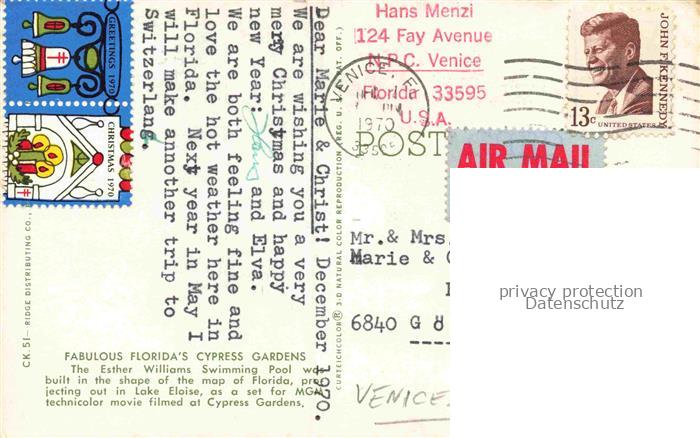 GREETINGS 1970
CHRISTMAS 1970
Dear Marie & Christ! December 1970.
We are wishing you a very
merry Christmas and happy
new Year: Hans and Elva.
We are both feeling fine and
love the hot weather here in
Florida. Next year in May I
will make annother trip to
Switzerland.
Hans Menzi
124 Fay Avenue
N.P.C. Venice
Florida 33595
U.S.A.
VENICE, F
1970
JOHN F. KENNEDY
13c UNITED STATES
POST
AIR MAIL
Mr.& Mrs.
Marie &
6840 G
VENICE
privacy protection
Datenschutz
CK.51— RIDGE DISTRIBUTING CO.,
CURTEICHCOLOR® 3-D NATURAL COLOR REPRODUCTION (REG. U.S. PAT. OFF.)
FABULOUS FLORIDA'S CYPRESS GARDENS
The Esther Williams Swimming Pool was
built in the shape of the map of Florida, pro-
jecting out in Lake Eloise, as a set for MGM
technicolor movie filmed at Cypress Gardens.